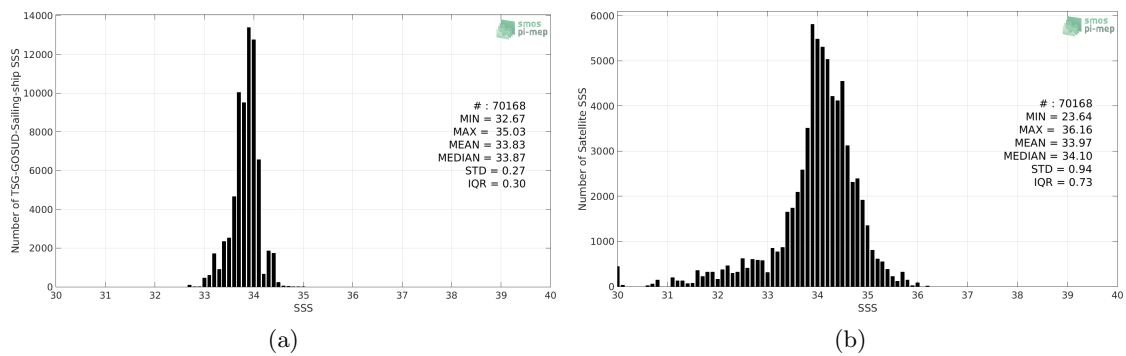 14000
12000
10000
8000
6000
4000
2000
0
30 31 32 33 34 35 36 37 38 39 40
SSS
Number of TSG-GOSUD-Sailing-ship SSS
smos
pi-mep
# : 70168
MIN = 32.67
MAX = 35.03
MEAN = 33.83
MEDIAN = 33.87
STD = 0.27
IQR = 0.30
(a)
6000
5000
4000
3000
2000
1000
0
30 31 32 33 34 35 36 37 38 39 40
SSS
Number of Satellite SSS
smos
pi-mep
# : 70168
MIN = 23.64
MAX = 36.16
MEAN = 33.97
MEDIAN = 34.10
STD = 0.94
IQR = 0.73
(b)